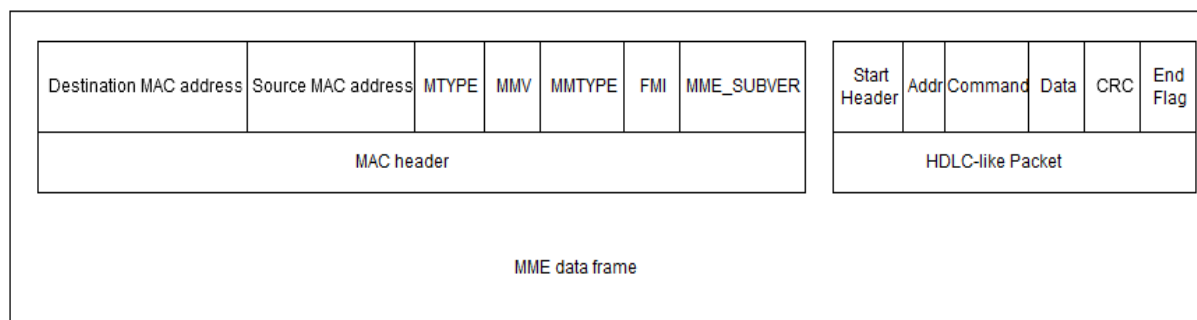 Destination MAC address Source MAC address MTYPE MMV MMTYPE FMI MME_SUBVER
MAC header
Start
Header
Addr
Command
Data
CRC
End
Flag
HDLC-like Packet
MME data frame